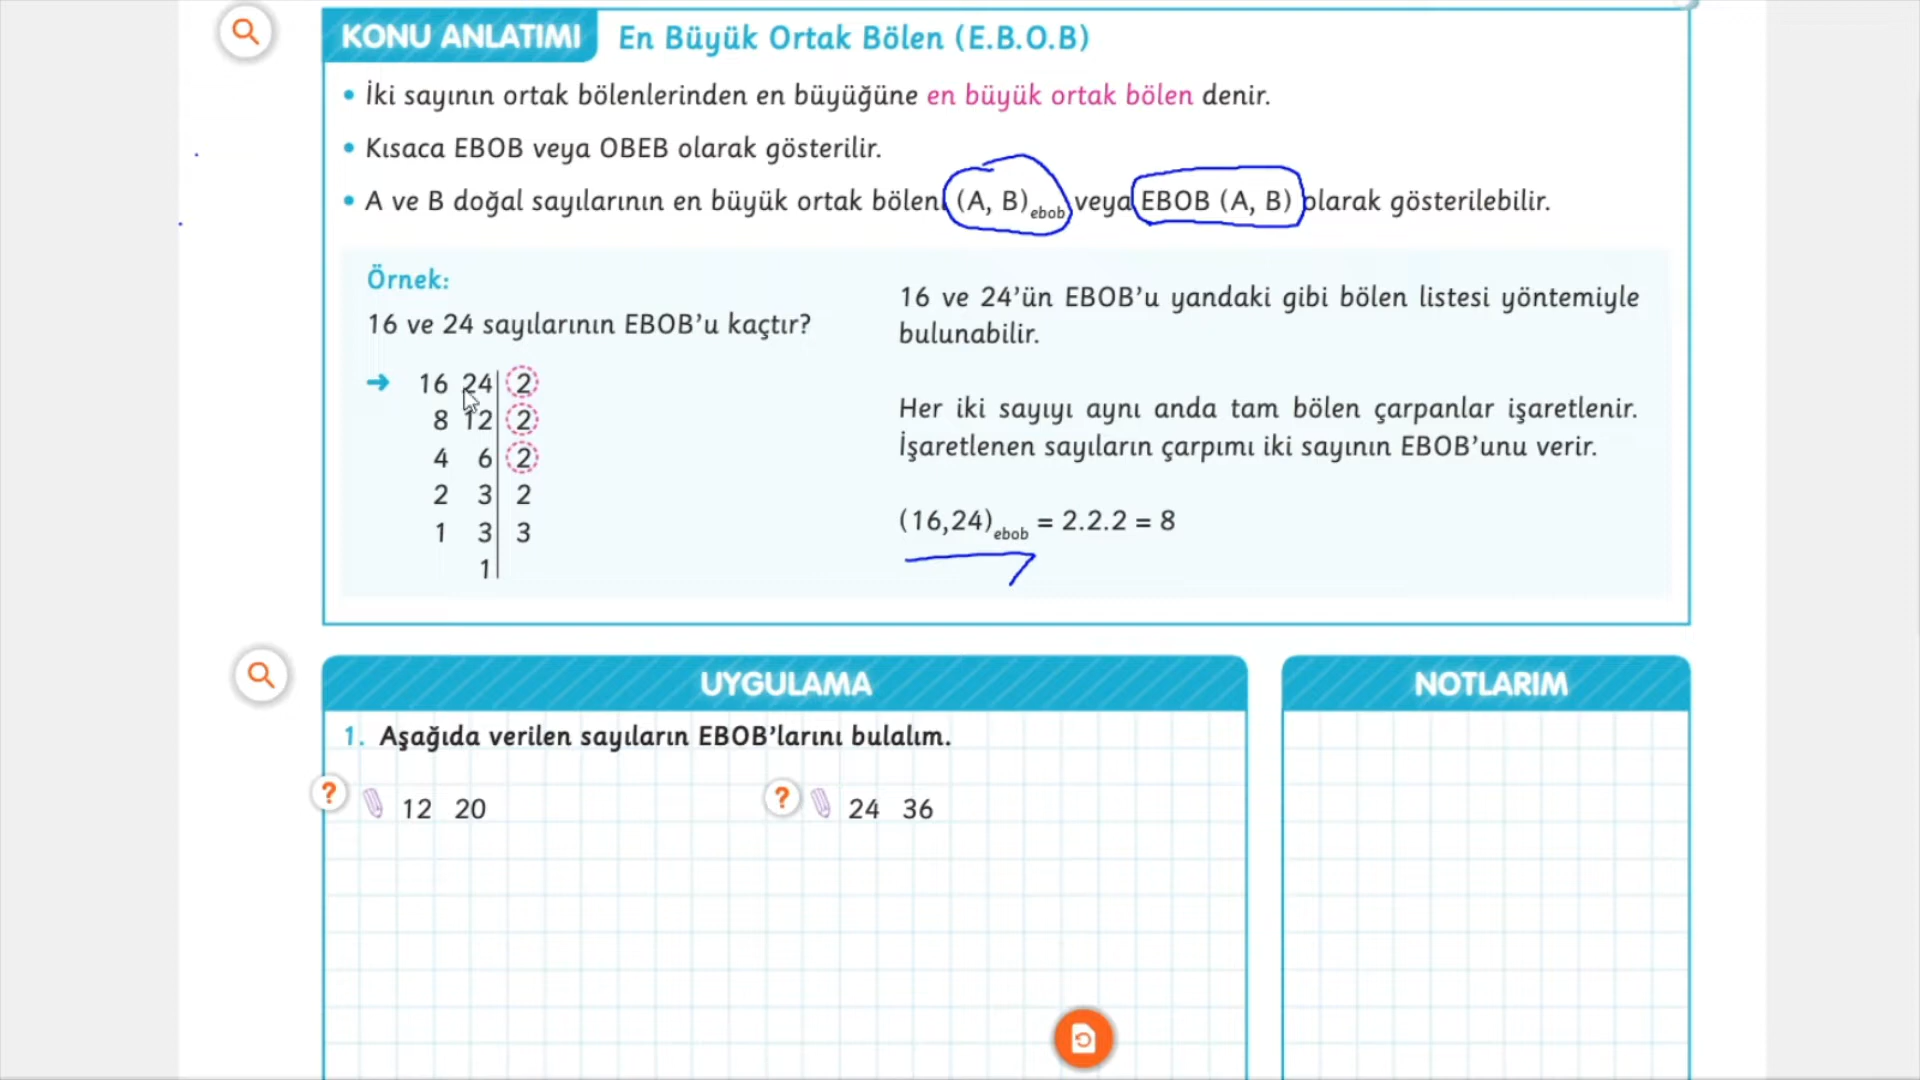 KONU ANLATIMI En Büyük Ortak Bölen (E.B.O.B)
• İki sayının ortak bölenlerinden en büyüğüne en büyük ortak bölen denir.
• Kısaca EBOB veya OBEB olarak gösterilir.
• A ve B doğal sayılarının en büyük ortak böleni (A, B)ebob veya EBOB (A, B) olarak gösterilebilir.
Örnek:
16 ve 24 sayılarının EBOB'u kaçtır?
→ 16 24 | 2
8 12 | 2
4 6 | 2
2 3 | 2
1 3 | 3
1 |
16 ve 24'ün EBOB'u yandaki gibi bölen listesi yöntemiyle
bulunabilir.
Her iki sayıyı aynı anda tam bölen çarpanlar işaretlenir.
İşaretlenen sayıların çarpımı iki sayının EBOB'unu verir.
(16,24)ebob = 2.2.2 = 8
UYGULAMA
1. Aşağıda verilen sayıların EBOB'larını bulalım.
? 12 20
? 24 36
NOTLARIM